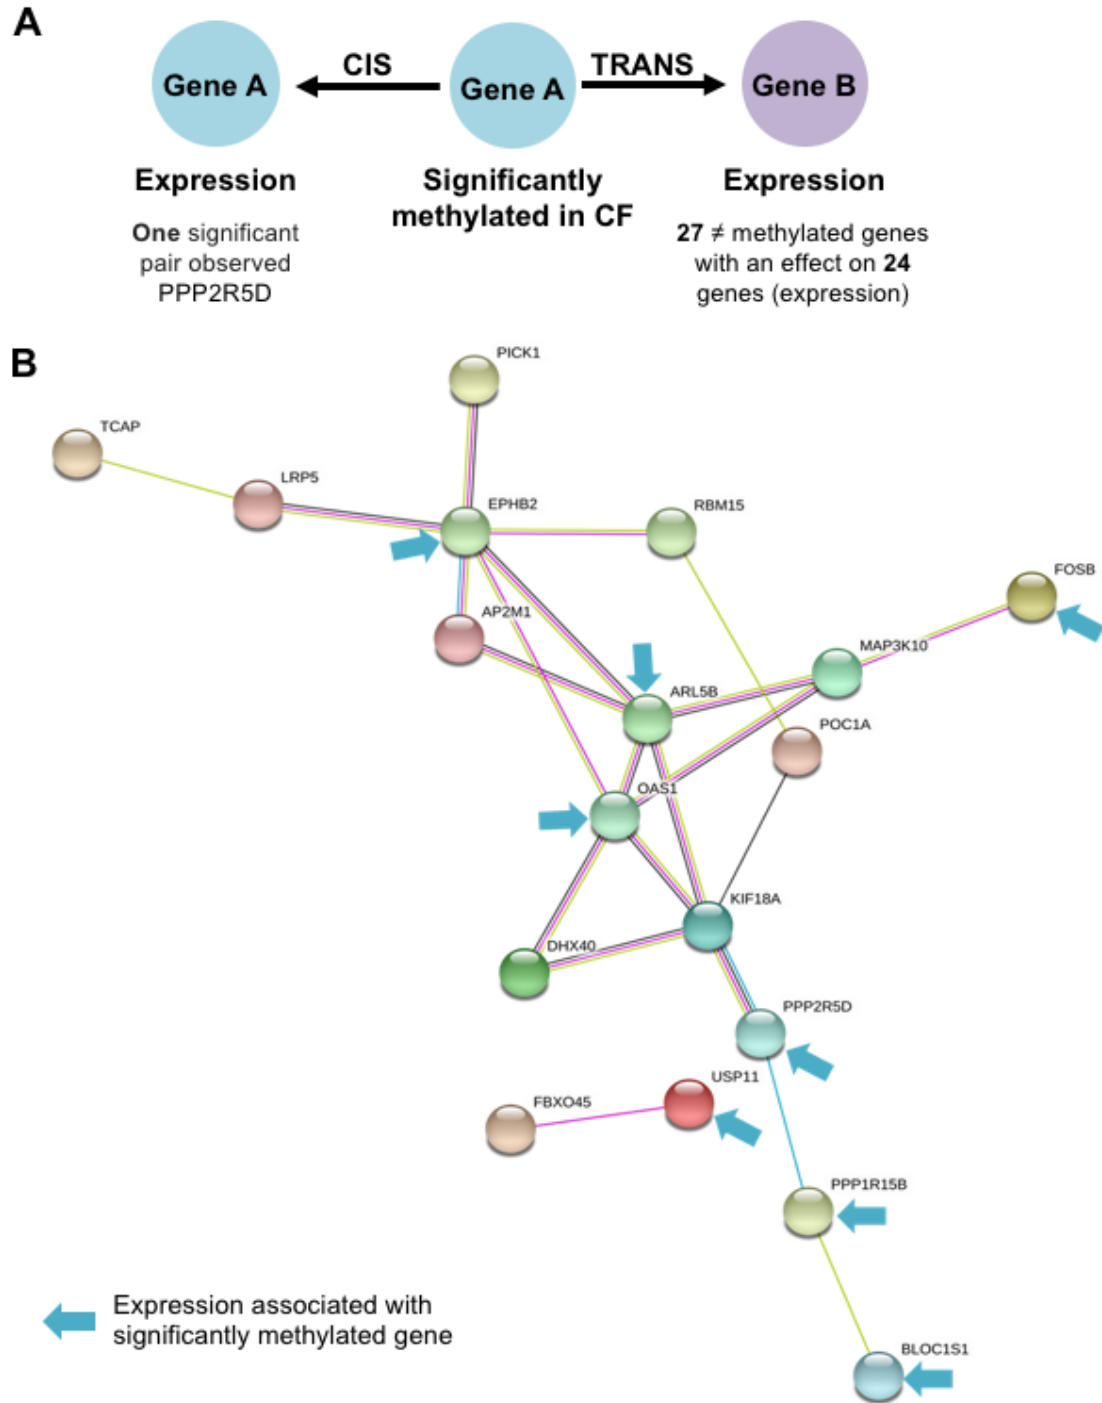 A
Gene A
CIS
Gene A
TRANS
Gene B
Expression
Significantly
methylated in CF
Expression
One significant
pair observed
PPP2R5D
27 ≠ methylated genes
with an effect on 24
genes (expression)
B
PICK1
TCAP
LRP5
EPHB2
RBM15
FOSB
AP2M1
MAP3K10
ARL5B
POC1A
OAS1
KIF18A
DHX40
PPP2R5D
USP11
FBXO45
PPP1R15B
Expression associated with
significantly methylated gene
BLOC1S1